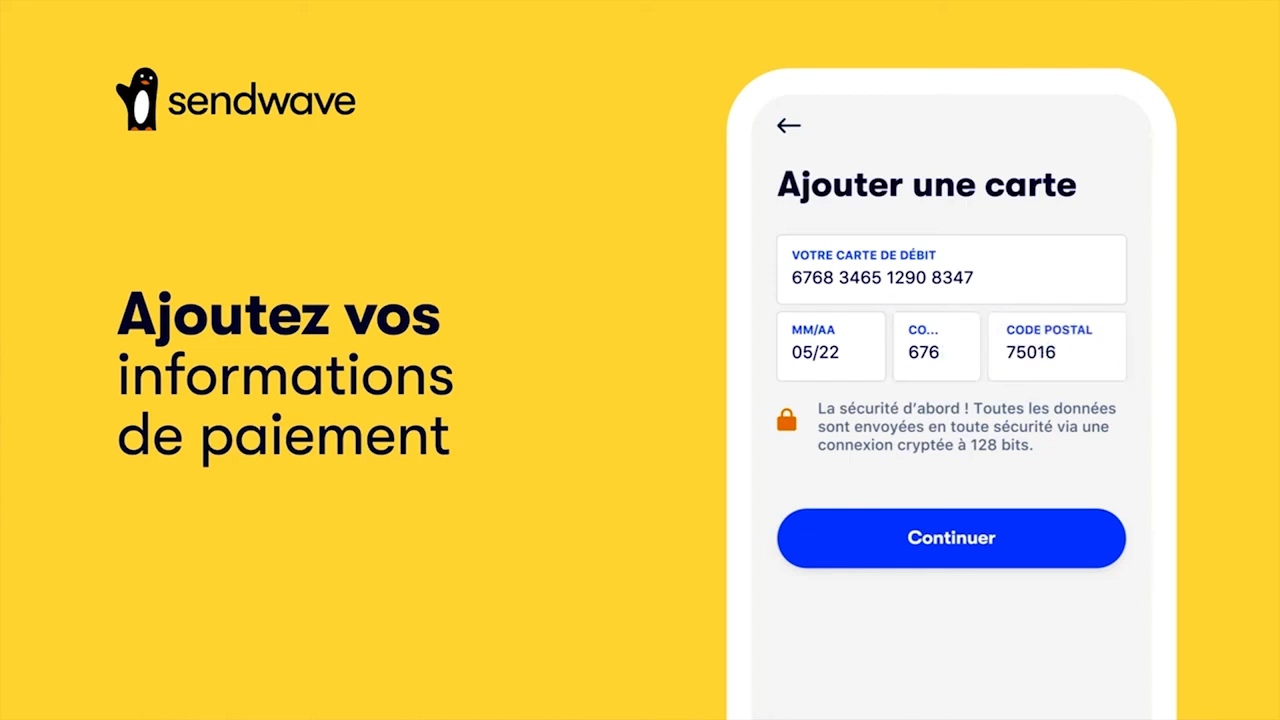 sendwave
Ajoutez vos
informations
de paiement
Ajouter une carte
VOTRE CARTE DE DÉBIT
6768 3465 1290 8347
MM/AA
CO...
CODE POSTAL
05/22
676
75016
La sécurité d'abord ! Toutes les données
sont envoyées en toute sécurité via une
connexion cryptée à 128 bits.
Continuer